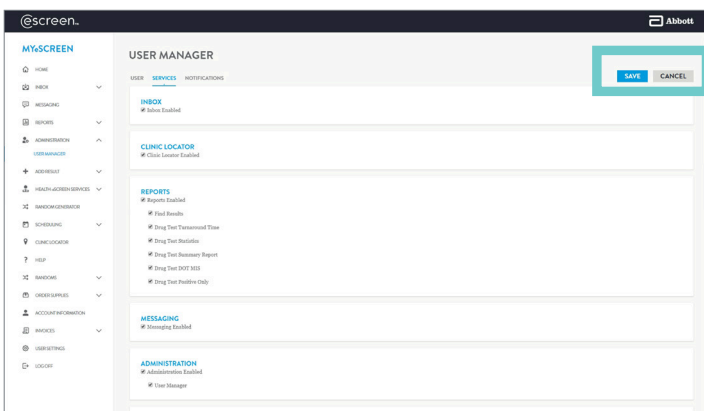 escreen™
Abbott
MYeSCREEN
HOME
INBOX
MESSAGING
REPORTS
ADMINISTRATION
USER MANAGER
ADD RESULT
HEALTH eSCREEN SERVICES
RANDOM GENERATOR
SCHEDULING
CLINIC LOCATOR
HELP
RANDOMS
ORDER SUPPLIES
ACCOUNT INFORMATION
INVOICES
USER SETTINGS
LOG OFF
USER MANAGER
USER SERVICES NOTIFICATIONS
SAVE CANCEL
INBOX
Inbox Enabled
CLINIC LOCATOR
Clinic Locator Enabled
REPORTS
Reports Enabled
Find Results
Drug Test Turnaround Time
Drug Test Statistics
Drug Test Summary Report
Drug Test DOT MIS
Drug Test Positive Only
MESSAGING
Messaging Enabled
ADMINISTRATION
Administration Enabled
User Manager